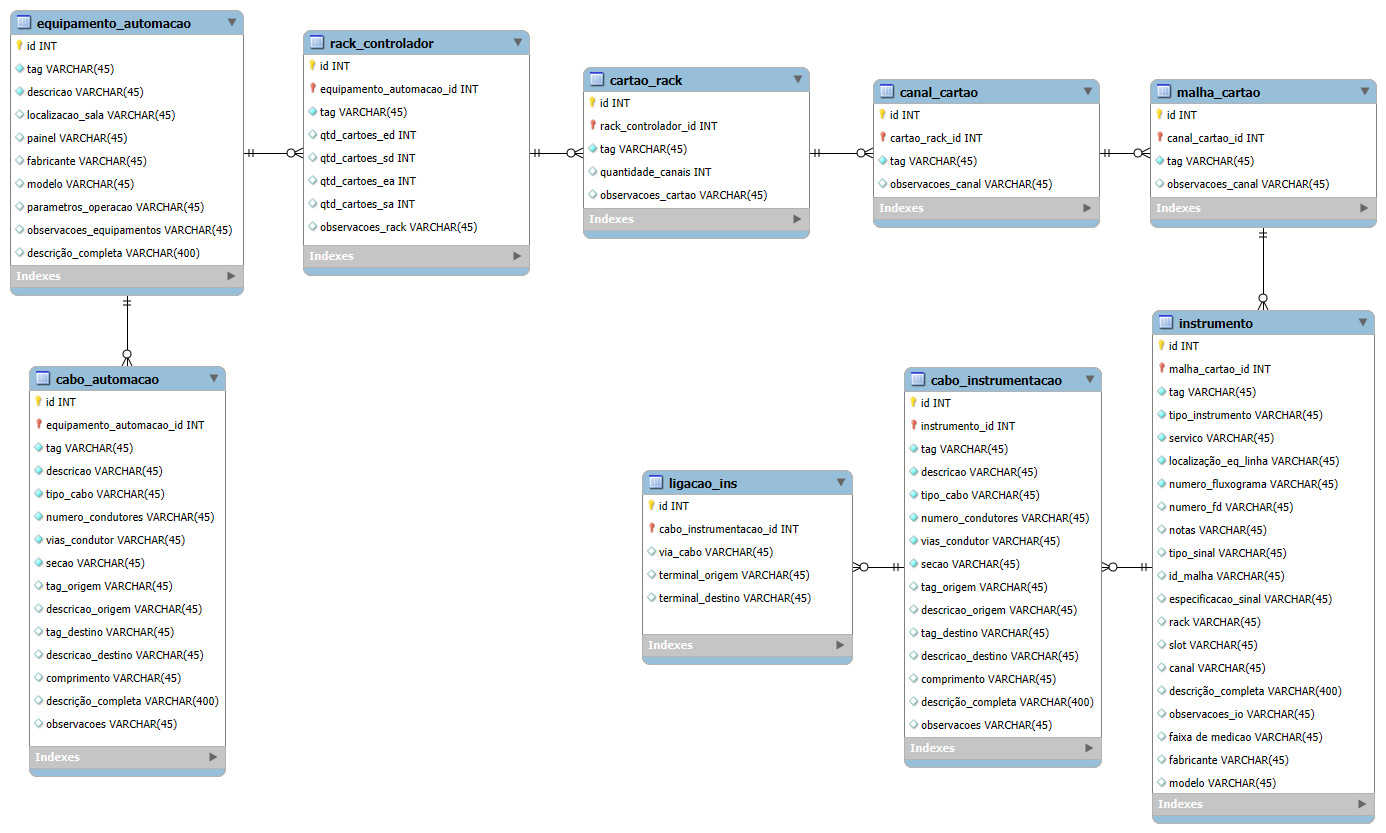 equipamento_automacao
id INT
tag VARCHAR(45)
descricao VARCHAR(45)
localizacao_sala VARCHAR(45)
painel VARCHAR(45)
fabricante VARCHAR(45)
modelo VARCHAR(45)
parametros_operacao VARCHAR(45)
observacoes_equipamentos VARCHAR(45)
descrição_completa VARCHAR(400)
Indexes
rack_controlador
id INT
equipamento_automacao_id INT
tag VARCHAR(45)
qtd_cartoes_ed INT
qtd_cartoes_sd INT
qtd_cartoes_ea INT
qtd_cartoes_sa INT
observacoes_rack VARCHAR(45)
Indexes
cartao_rack
id INT
rack_controlador_id INT
tag VARCHAR(45)
quantidade_canais INT
observacoes_cartao VARCHAR(45)
Indexes
canal_cartao
id INT
cartao_rack_id INT
tag VARCHAR(45)
observacoes_canal VARCHAR(45)
Indexes
malha_cartao
id INT
canal_cartao_id INT
tag VARCHAR(45)
observacoes_canal VARCHAR(45)
Indexes
cabo_automacao
id INT
equipamento_automacao_id INT
tag VARCHAR(45)
descricao VARCHAR(45)
tipo_cabo VARCHAR(45)
numero_condutores VARCHAR(45)
vias_condutor VARCHAR(45)
secao VARCHAR(45)
tag_origem VARCHAR(45)
descricao_origem VARCHAR(45)
tag_destino VARCHAR(45)
descricao_destino VARCHAR(45)
comprimento VARCHAR(45)
descrição_completa VARCHAR(400)
observacoes VARCHAR(45)
Indexes
ligacao_ins
id INT
cabo_instrumentacao_id INT
via_cabo VARCHAR(45)
terminal_origem VARCHAR(45)
terminal_destino VARCHAR(45)
Indexes
cabo_instrumentacao
id INT
instrumento_id INT
tag VARCHAR(45)
descricao VARCHAR(45)
tipo_cabo VARCHAR(45)
numero_condutores VARCHAR(45)
vias_condutor VARCHAR(45)
secao VARCHAR(45)
tag_origem VARCHAR(45)
descricao_origem VARCHAR(45)
tag_destino VARCHAR(45)
descricao_destino VARCHAR(45)
comprimento VARCHAR(45)
descrição_completa VARCHAR(400)
observacoes VARCHAR(45)
Indexes
instrumento
id INT
malha_cartao_id INT
tag VARCHAR(45)
tipo_instrumento VARCHAR(45)
servico VARCHAR(45)
localização_eq_linha VARCHAR(45)
numero_fluxograma VARCHAR(45)
numero_fd VARCHAR(45)
notas VARCHAR(45)
tipo_sinal VARCHAR(45)
id_malha VARCHAR(45)
especificacao_sinal VARCHAR(45)
rack VARCHAR(45)
slot VARCHAR(45)
canal VARCHAR(45)
descrição_completa VARCHAR(400)
observacoes_io VARCHAR(45)
faixa de medicao VARCHAR(45)
fabricante VARCHAR(45)
modelo VARCHAR(45)
Indexes